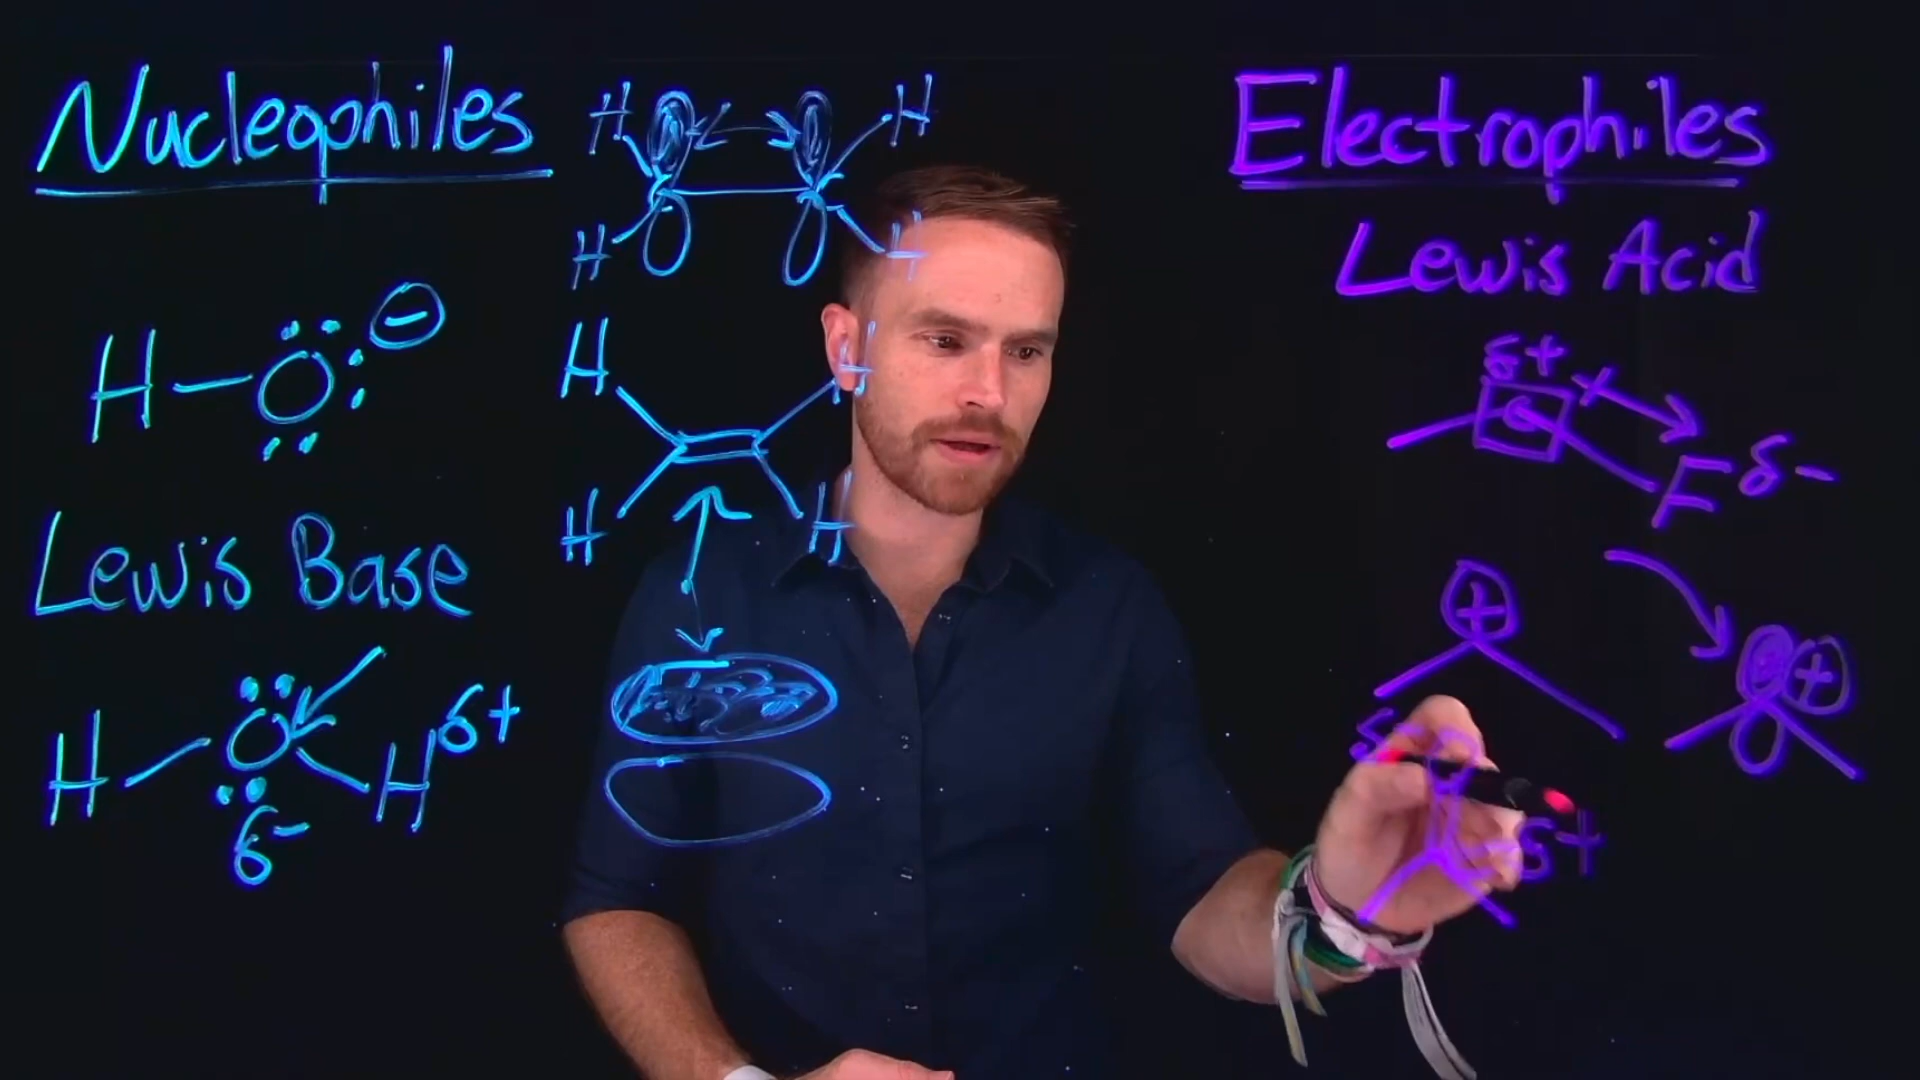 Nucleophiles
H H
H H
H—O ⊖
H H
H H
Lewis Base
H O H δ+
δ-
Electrophiles
Lewis Acid
δ+
C
F δ-
⊕
⊕
δ-
O
δ+